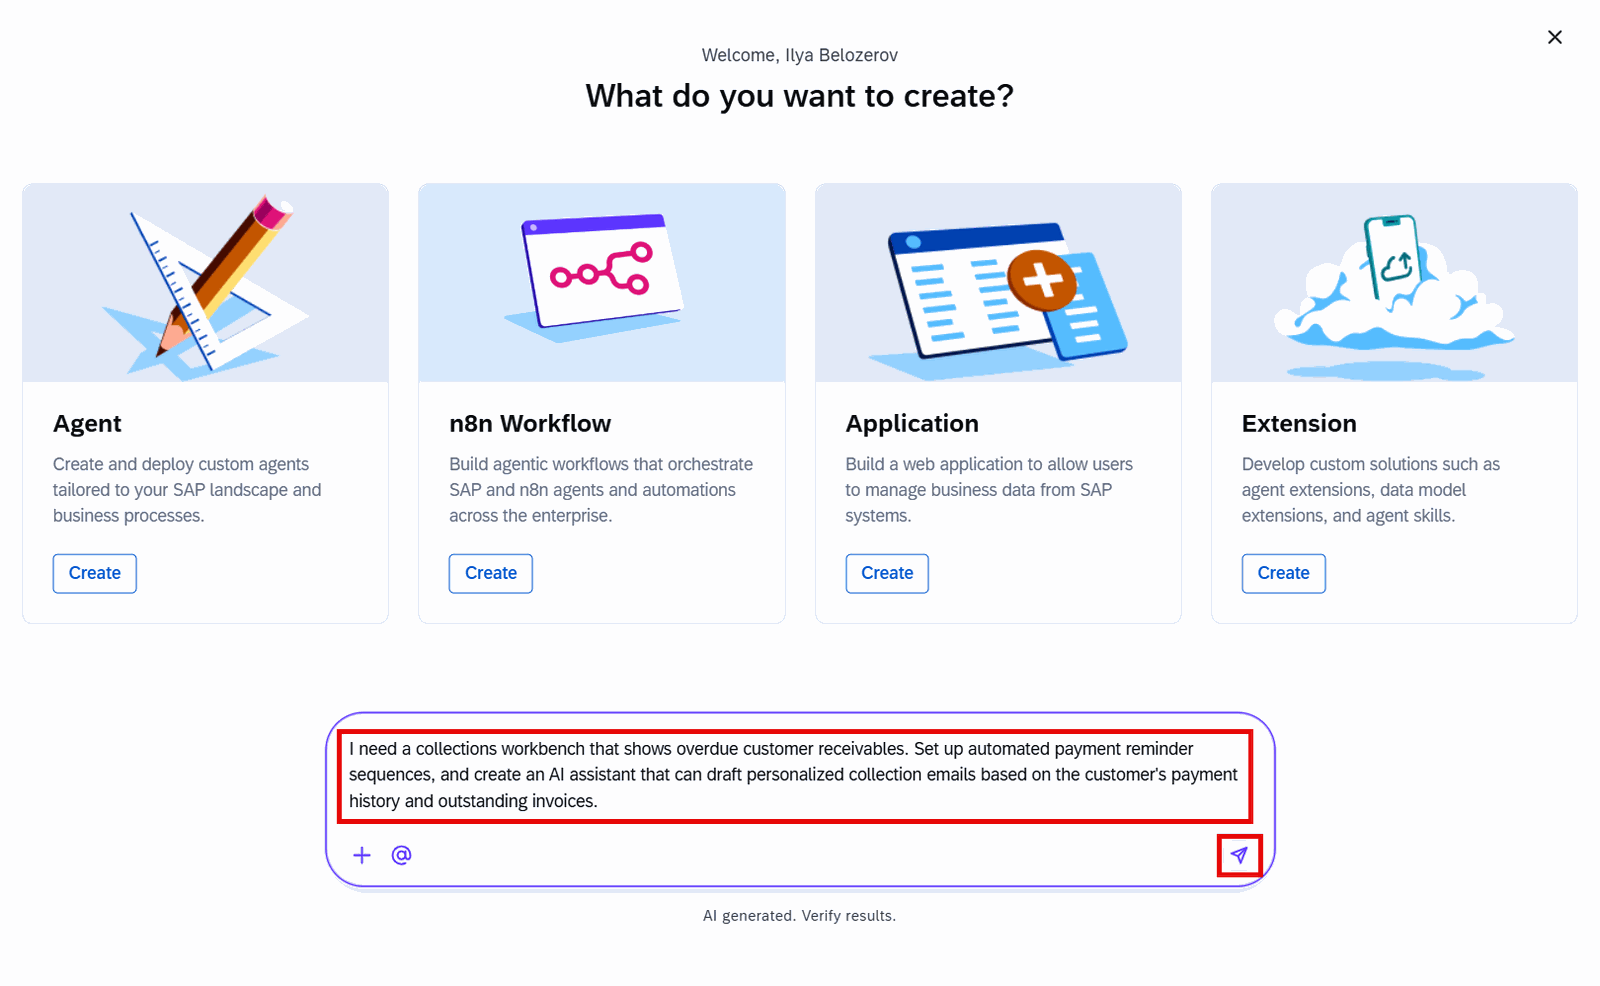 Welcome, Ilya Belozerov
What do you want to create?
Agent
Create and deploy custom agents
tailored to your SAP landscape and
business processes.
Create
n8n Workflow
Build agentic workflows that orchestrate
SAP and n8n agents and automations
across the enterprise.
Create
Application
Build a web application to allow users
to manage business data from SAP
systems.
Create
Extension
Develop custom solutions such as
agent extensions, data model
extensions, and agent skills.
Create
I need a collections workbench that shows overdue customer receivables. Set up automated payment reminder
sequences, and create an AI assistant that can draft personalized collection emails based on the customer's payment
history and outstanding invoices.
@
AI generated. Verify results.